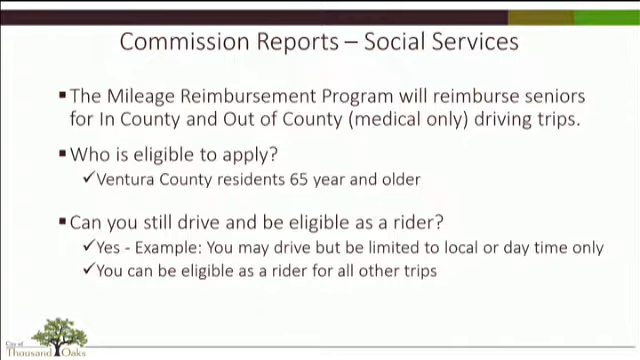 Commission Reports – Social Services
▪The Mileage Reimbursement Program will reimburse seniors
for In County and Out of County (medical only) driving trips.
▪Who is eligible to apply?
✓Ventura County residents 65 year and older
▪Can you still drive and be eligible as a rider?
✓Yes - Example: You may drive but be limited to local or day time only
✓You can be eligible as a rider for all other trips
City of
Thousand Oaks